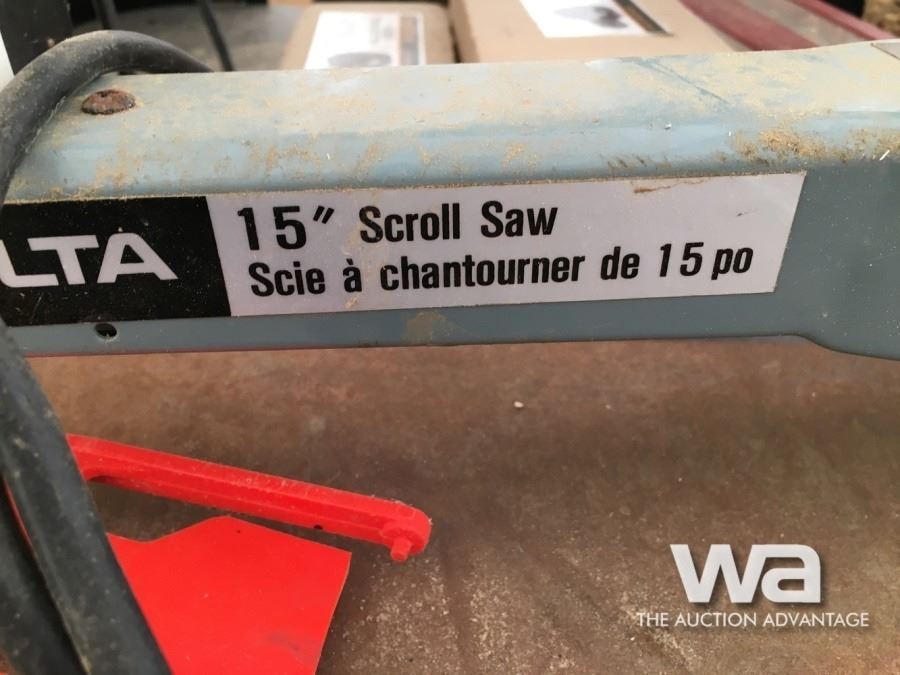 LTA
15" Scroll Saw
Scie à chantourner de 15 po
wa
THE AUCTION ADVANTAGE